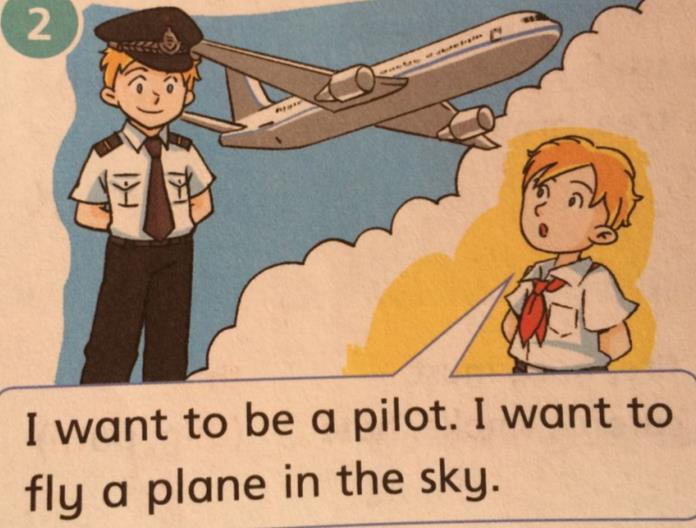 2
I want to be a pilot. I want to
fly a plane in the sky.